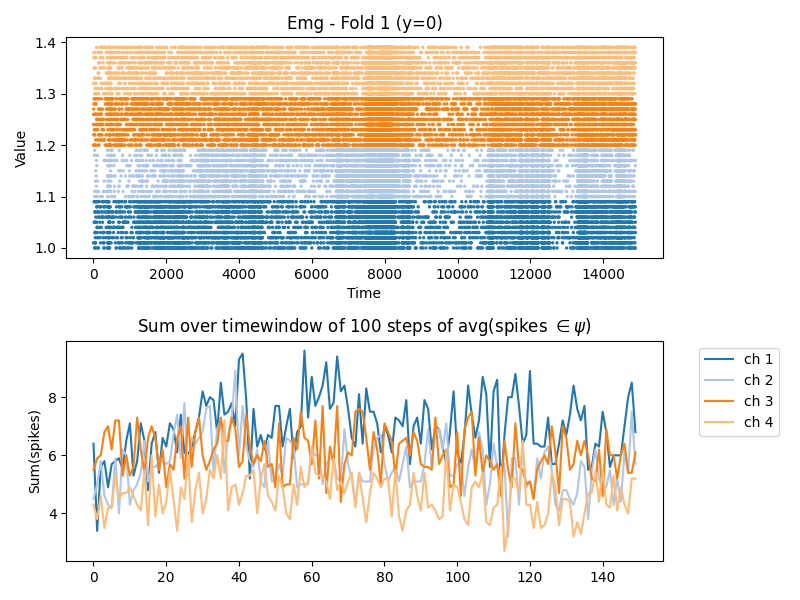 Emg - Fold 1 (y=0)
Value
1.4
1.3
1.2
1.1
1.0
0 2000 4000 6000 8000 10000 12000 14000
Time
Sum over timewindow of 100 steps of avg(spikes ∈ ψ)
Sum(spikes)
8
6
4
0 20 40 60 80 100 120 140
ch 1
ch 2
ch 3
ch 4